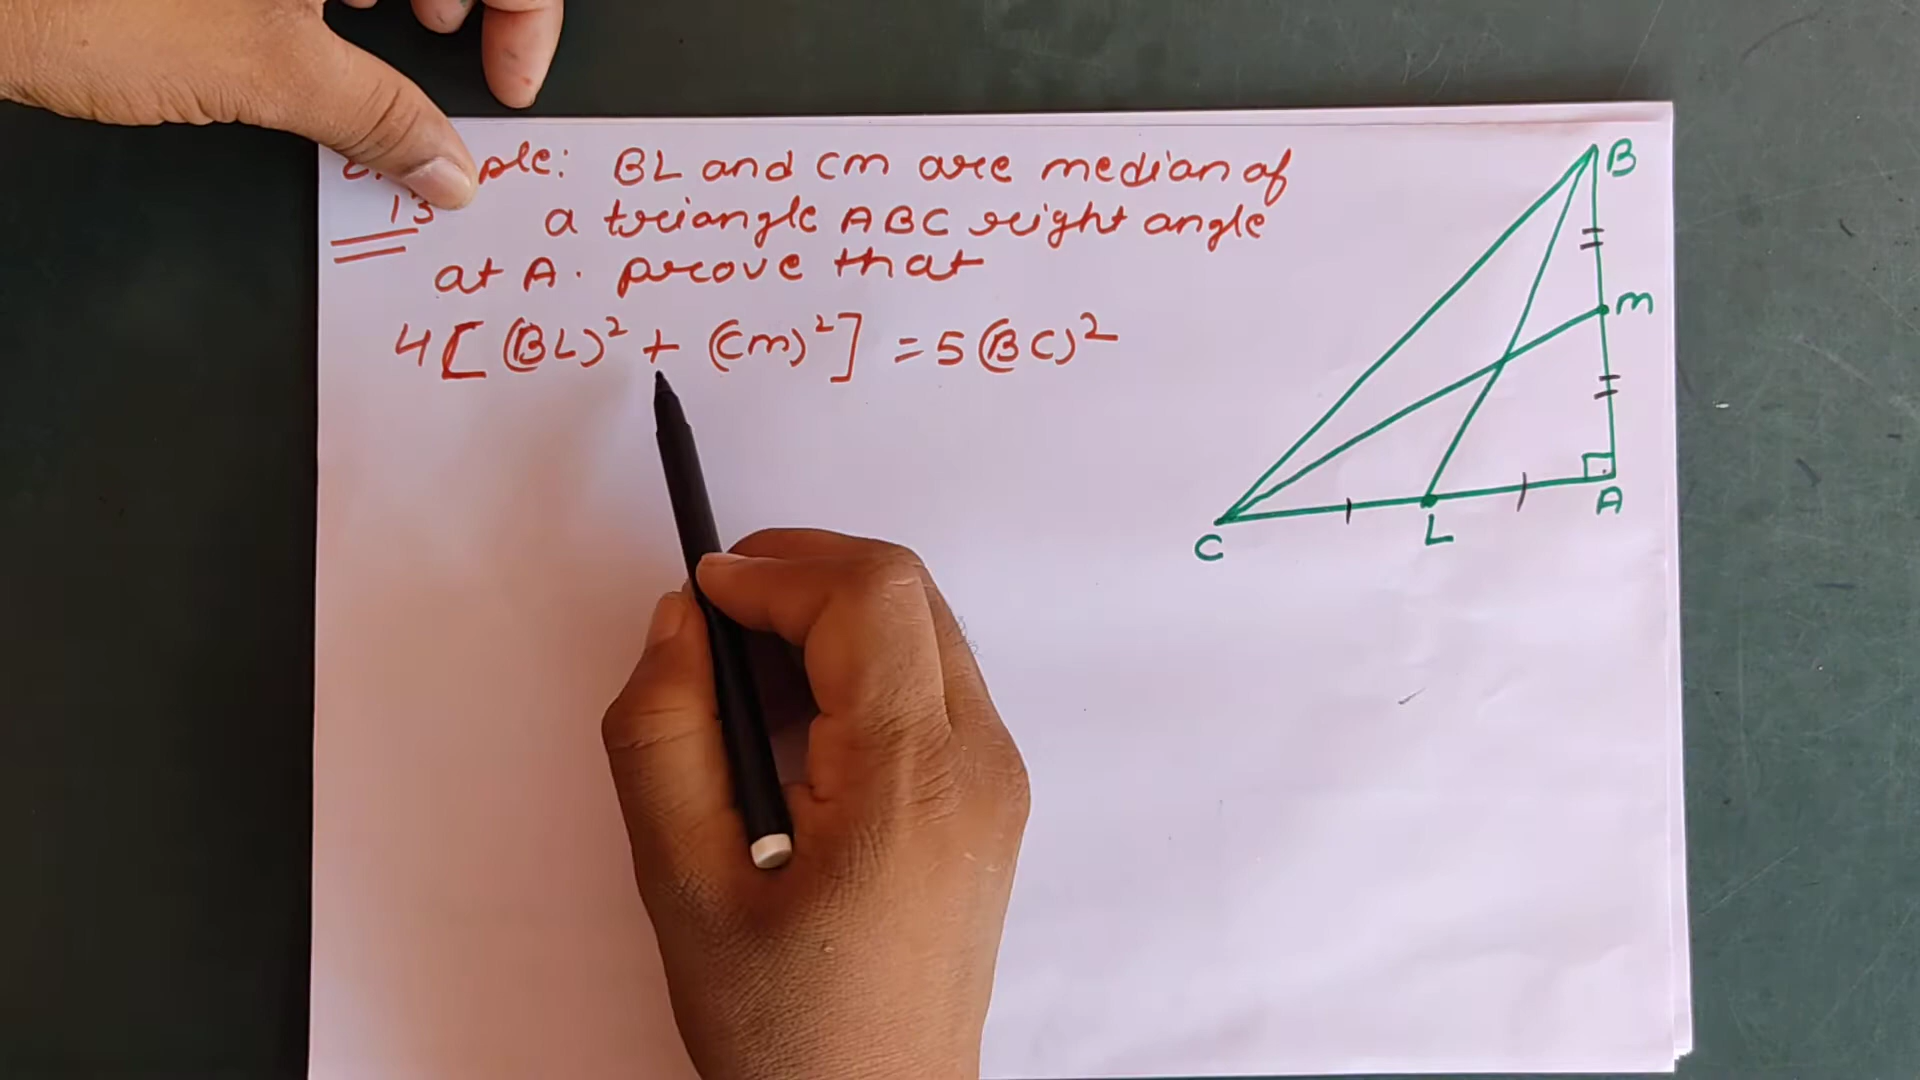 ple: BL and cm are median of
13 a triangle ABC right angle
at A. prove that
4[(BL)² + (cm)²] = 5(BC)²
B
m
A
L
C